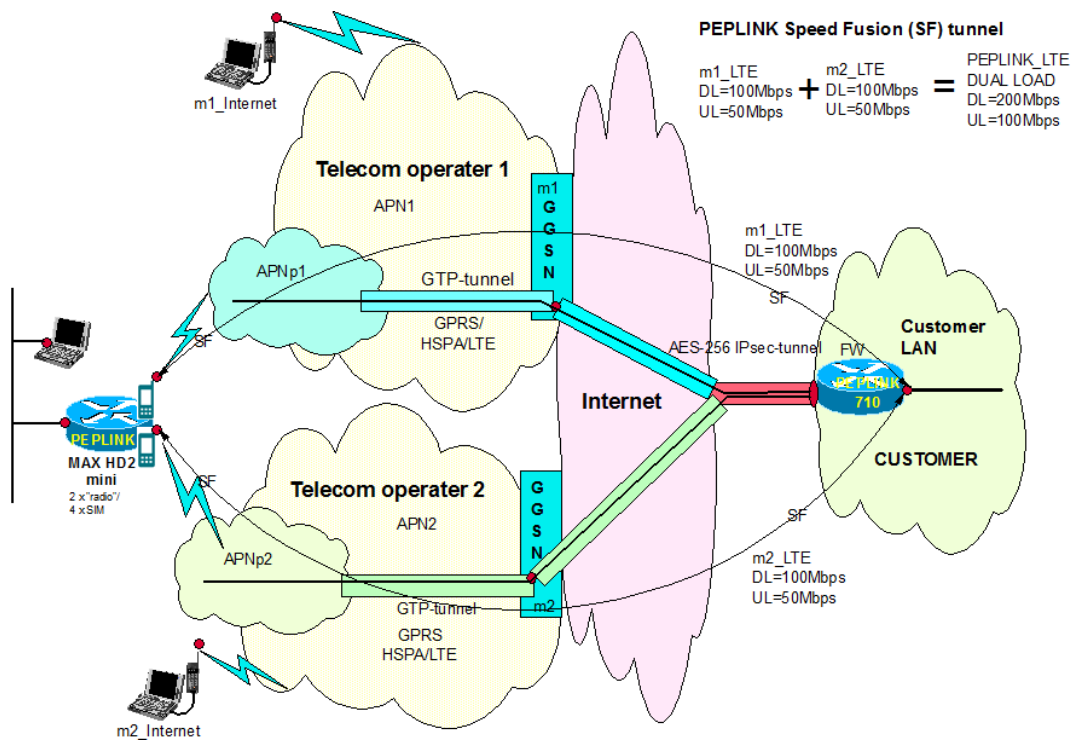 PEPLINK Speed Fusion (SF) tunnel
m1_LTE
DL=100Mbps
UL=50Mbps
+
m2_LTE
DL=100Mbps
UL=50Mbps
=
PEPLINK_LTE
DUAL LOAD
DL=200Mbps
UL=100Mbps
m1_Internet
Telecom operater 1
APN1
m1
G
G
S
N
APNp1
GTP-tunnel
GPRS/
HSPA/LTE
SF
m1_LTE
DL=100Mbps
UL=50Mbps
SF
AES-256 IPsec-tunnel
FW
Customer
LAN
PEPLINK
710
Internet
CUSTOMER
PEPLINK
MAX HD2
mini
2 x "radio"/
4 xSIM
SF
Telecom operater 2
APN2
G
G
S
N
m2
APNp2
GTP-tunnel
GPRS
HSPA/LTE
SF
m2_LTE
DL=100Mbps
UL=50Mbps
m2_Internet